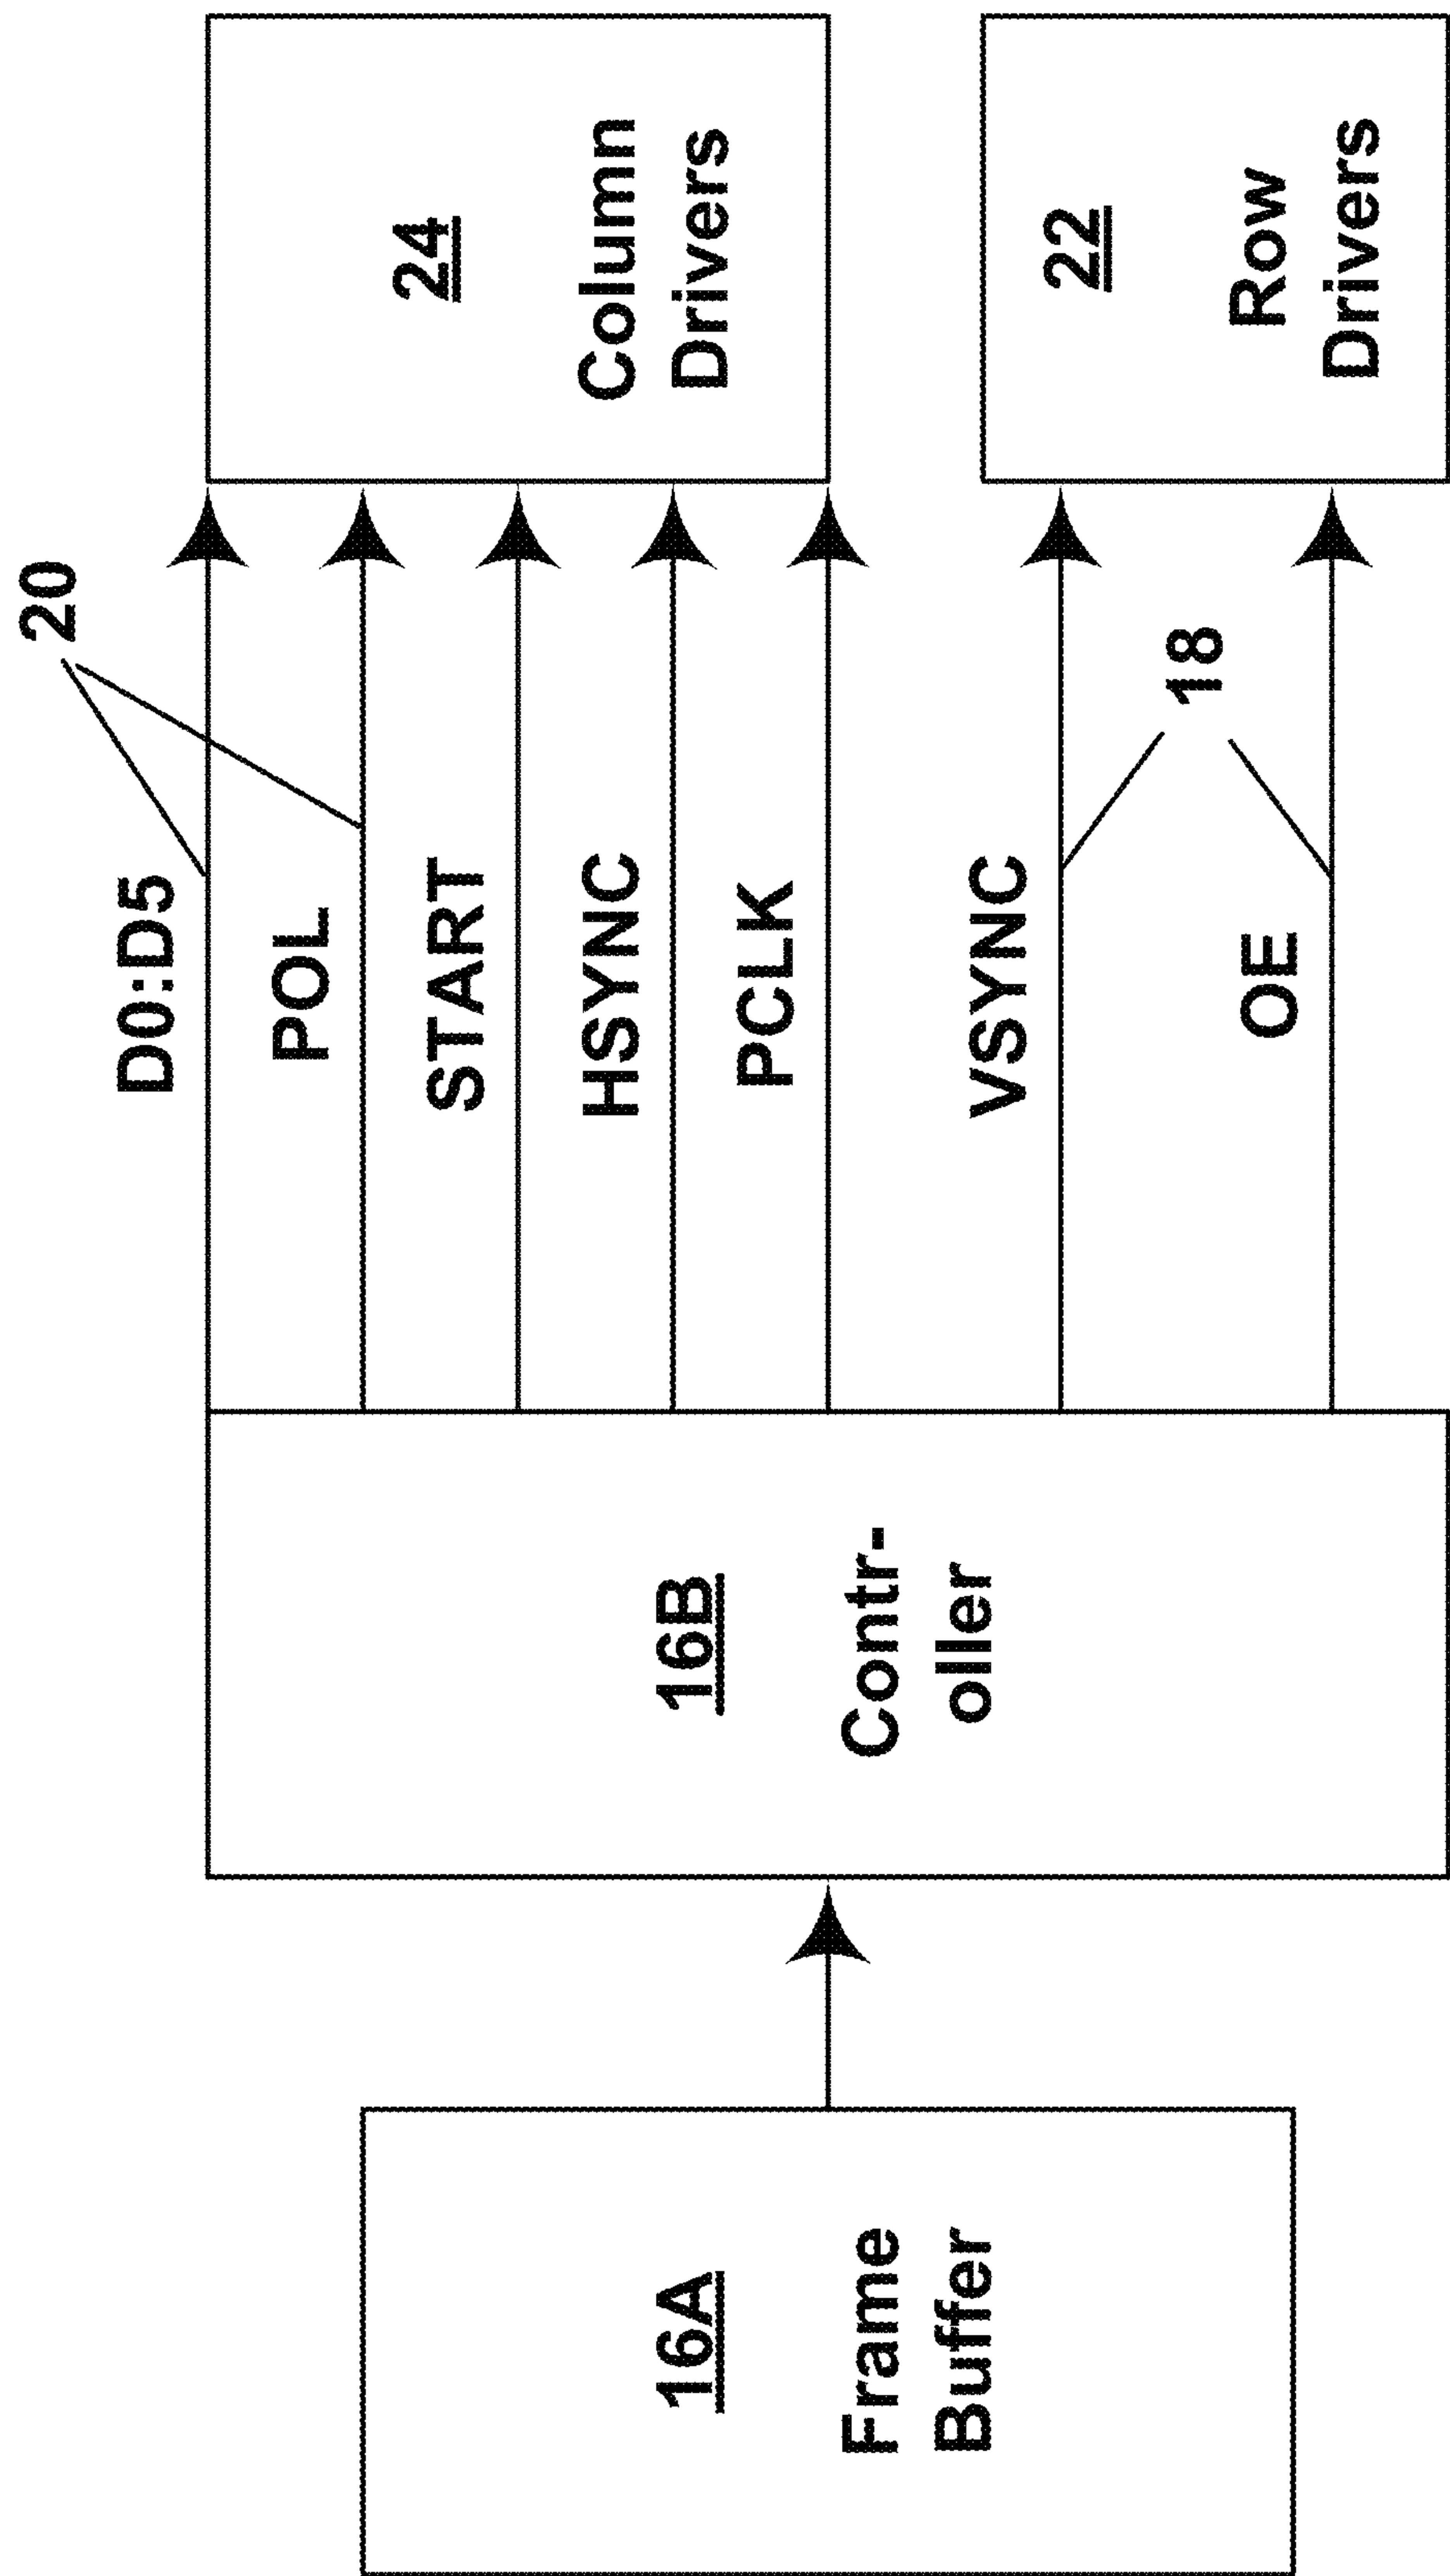 16A
Frame
Buffer
16B
Contr-
oller
20
D0:D5
POL
START
HSYNC
PCLK
VSYNC
18
OE
24
Column
Drivers
22
Row
Drivers